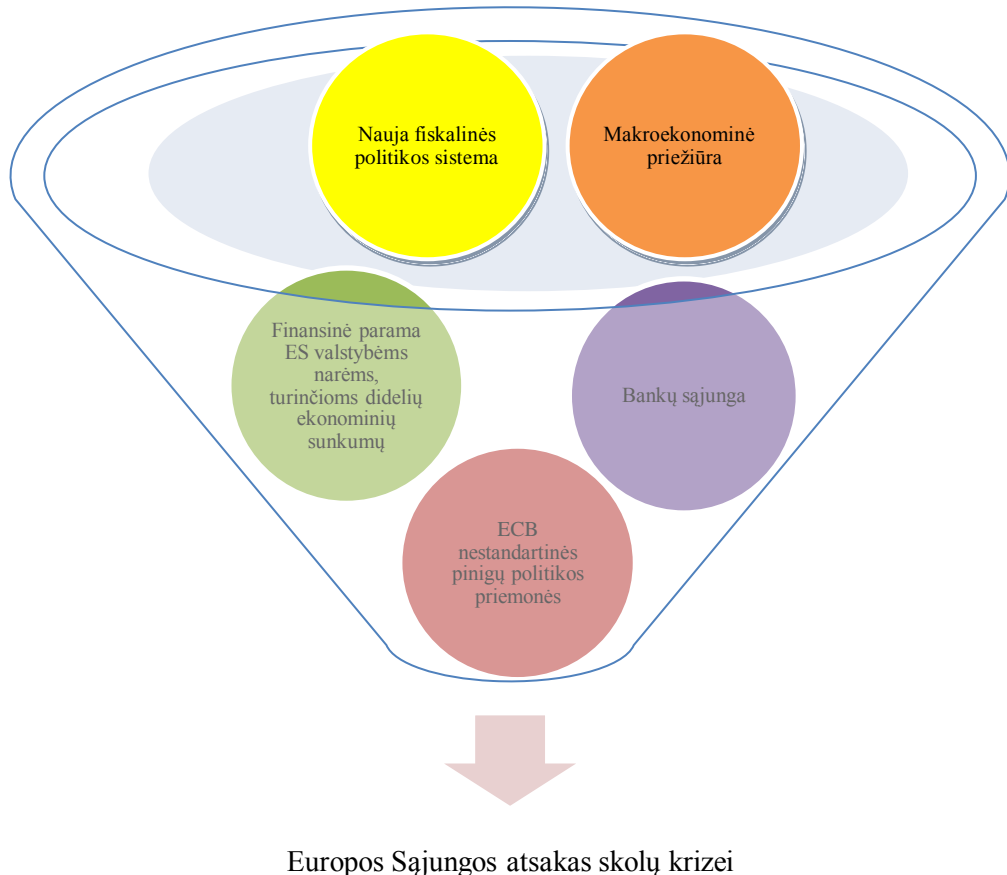 Nauja fiskalinės
politikos sistema
Makroekonominė
priežiūra
Finansinė parama
ES valstybėms
narėms,
turinčioms didelių
ekonominių
sunkumų
Bankų sąjunga
ECB
nestandartinės
pinigų politikos
priemonės
Europos Sąjungos atsakas skolų krizei